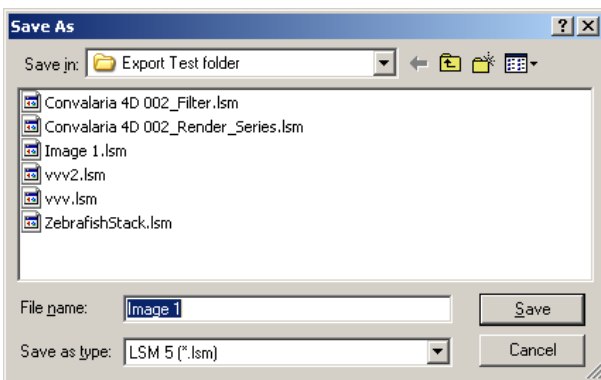 Save As
Save in: Export Test folder
Convalaria 4D 002_Filter.lsm
Convalaria 4D 002_Render_Series.lsm
Image 1.lsm
vvv2.lsm
vvv.lsm
ZebrafishStack.lsm
File name: Image 1 Save
Save as type: LSM 5 (*.lsm) Cancel